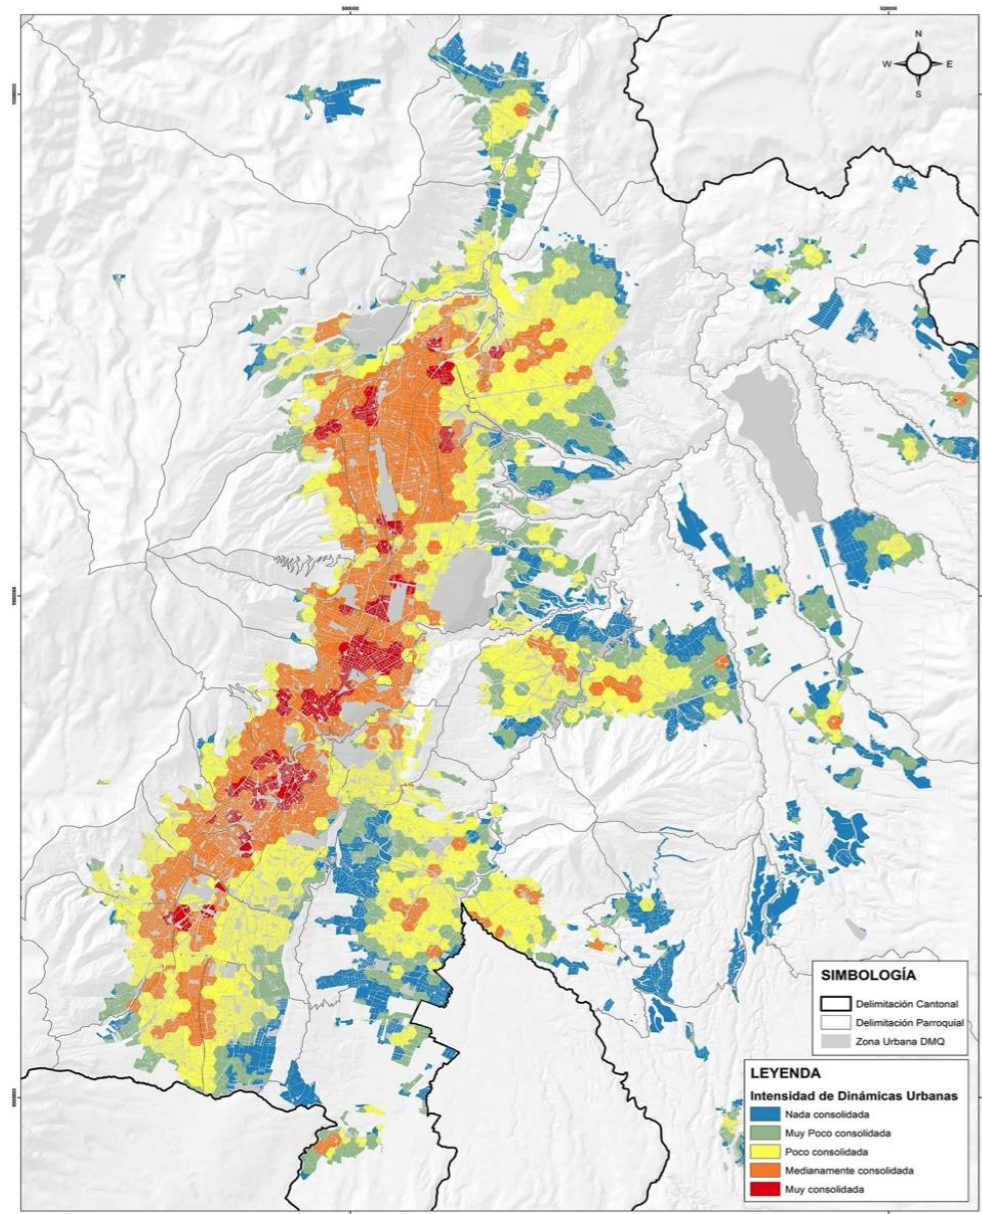 N
W
E
S
SIMBOLOGÍA
Delimitación Cantonal
Delimitación Parroquial
Zona Urbana DMQ
LEYENDA
Intensidad de Dinámicas Urbanas
Nada consolidada
Muy Poco consolidada
Poco consolidada
Medianamente consolidada
Muy consolidada